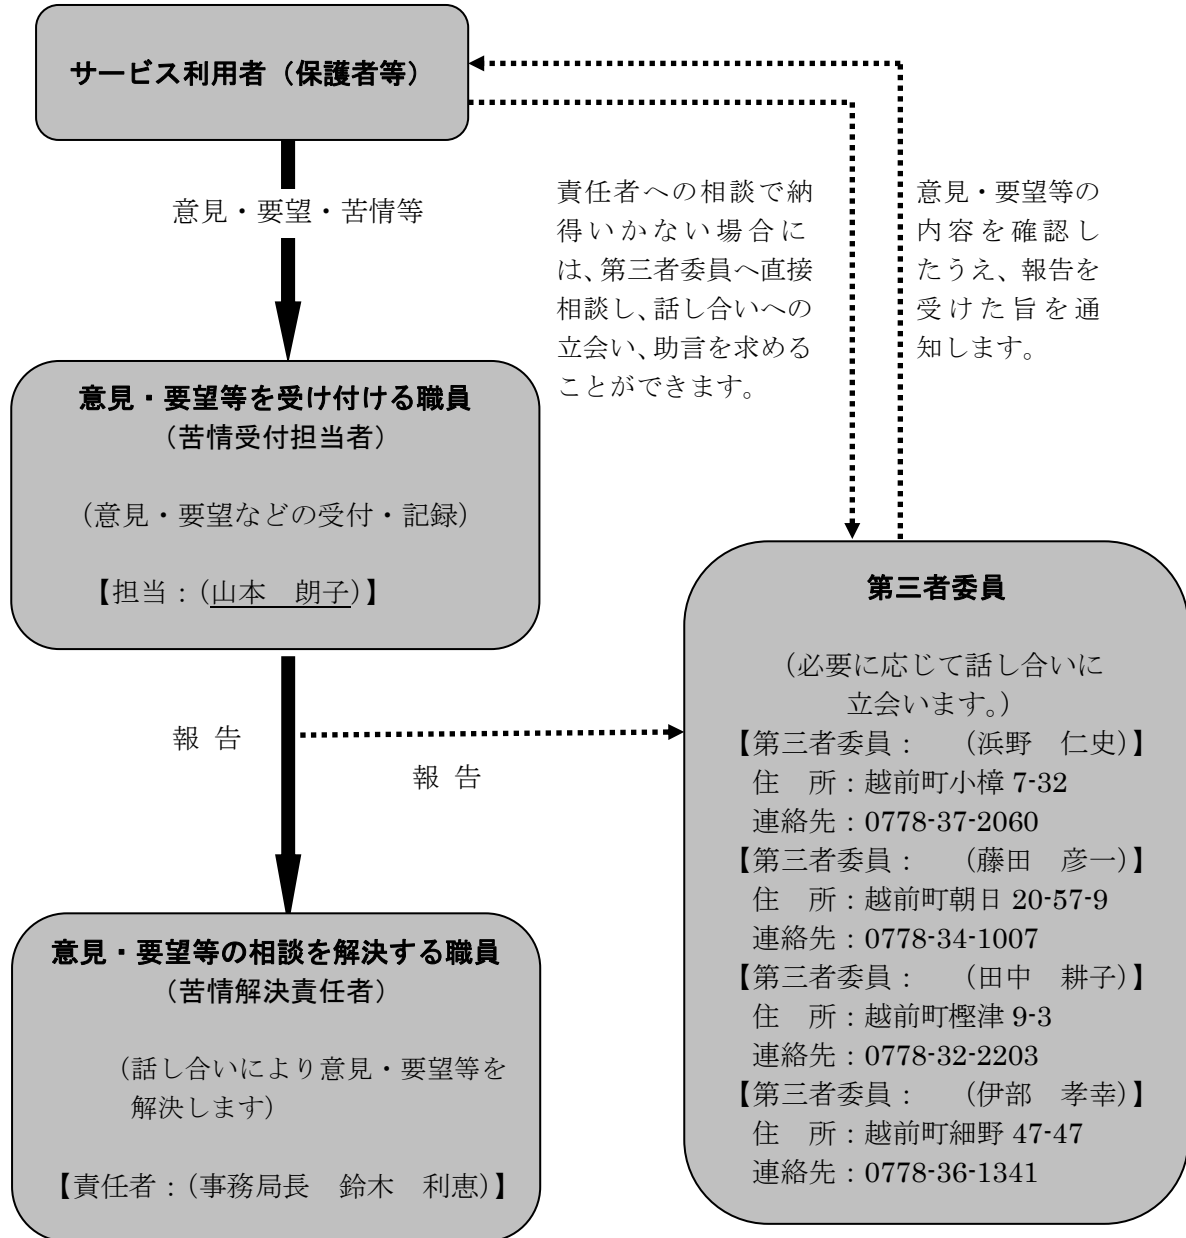 サービス利用者（保護者等）
意見・要望・苦情等
責任者への相談で納
得いかない場合に
は、第三者委員へ直接
相談し、話し合いへの
立会い、助言を求める
ことができます。
意見・要望等の
内容を確認し
たうえ、報告を
受けた旨を通
知します。
意見・要望等を受け付ける職員
（苦情受付担当者）
（意見・要望などの受付・記録）
【担当：（山本　朗子）】
報 告
報 告
意見・要望等の相談を解決する職員
（苦情解決責任者）
（話し合いにより意見・要望等を
解決します）
【責任者：（事務局長　鈴木　利恵）】
第三者委員
（必要に応じて話し合いに
立会います。）
【第三者委員：　（浜野　仁史）】
住　所：越前町小樟 7-32
連絡先：0778-37-2060
【第三者委員：　（藤田　彦一）】
住　所：越前町朝日 20-57-9
連絡先：0778-34-1007
【第三者委員：　（田中　耕子）】
住　所：越前町樫津 9-3
連絡先：0778-32-2203
【第三者委員：　（伊部　孝幸）】
住　所：越前町細野 47-47
連絡先：0778-36-1341